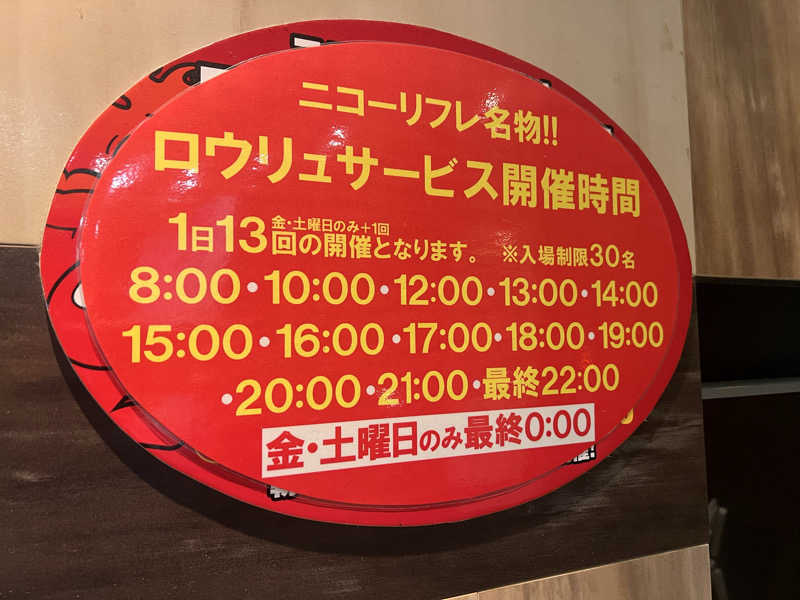 ニコーリフレ名物!!
ロウリュサービス開催時間
金・土曜日のみ+1回
1日13回の開催となります。 ※入場制限30名
8:00・10:00・12:00・13:00・14:00
15:00・16:00・17:00・18:00・19:00
・20:00・21:00・最終22:00
金・土曜日のみ最終0:00